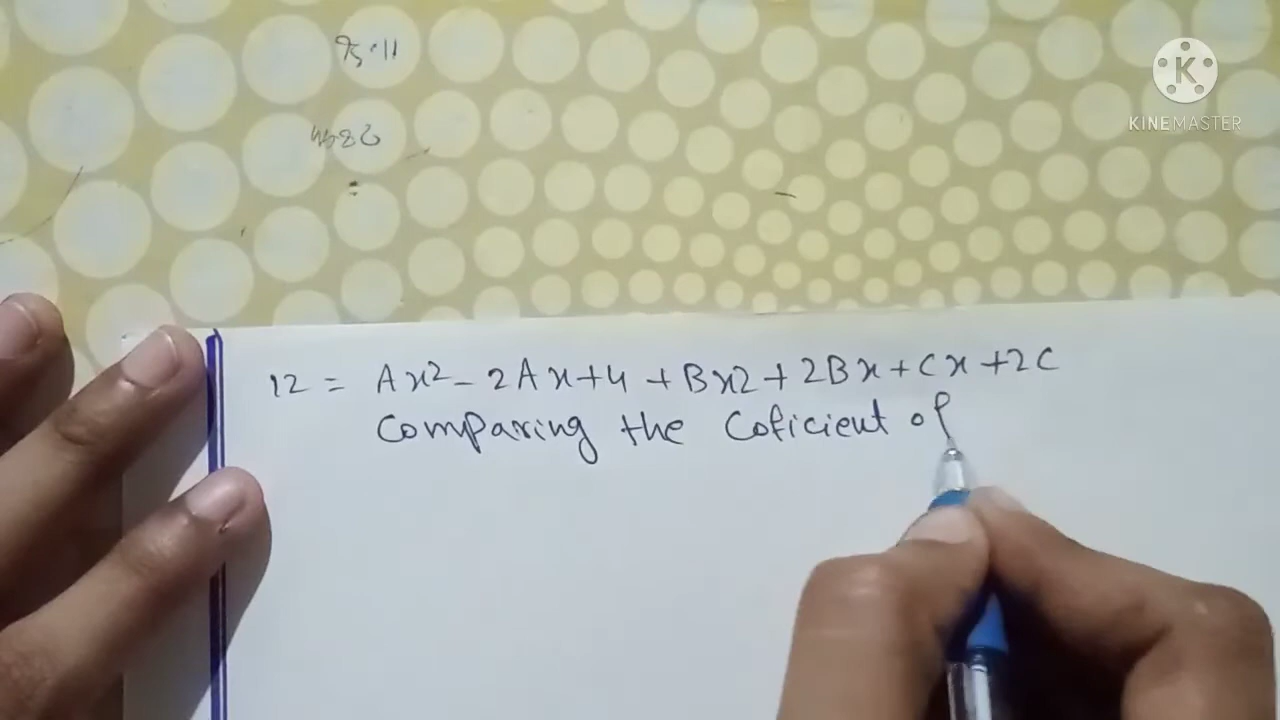 KINEMASTER
12 = Ax² - 2Ax + 4 + Bx2 + 2Bx + Cx + 2C
Comparing the Coficient of